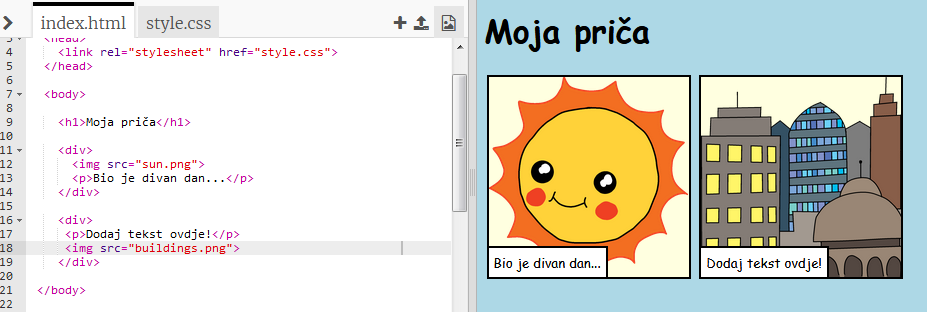 index.html
style.css
3 <head>
4 <link rel="stylesheet" href="style.css">
5 </head>
6
7 <body>
8
9 <h1>Moja priča</h1>
10
11 <div>
12 <img src="sun.png">
13 <p>Bio je divan dan...</p>
14 </div>
15
16 <div>
17 <p>Dodaj tekst ovdje!</p>
18 <img src="buildings.png">
19 </div>
20
21 </body>
22
Moja priča
Bio je divan dan...
Dodaj tekst ovdje!